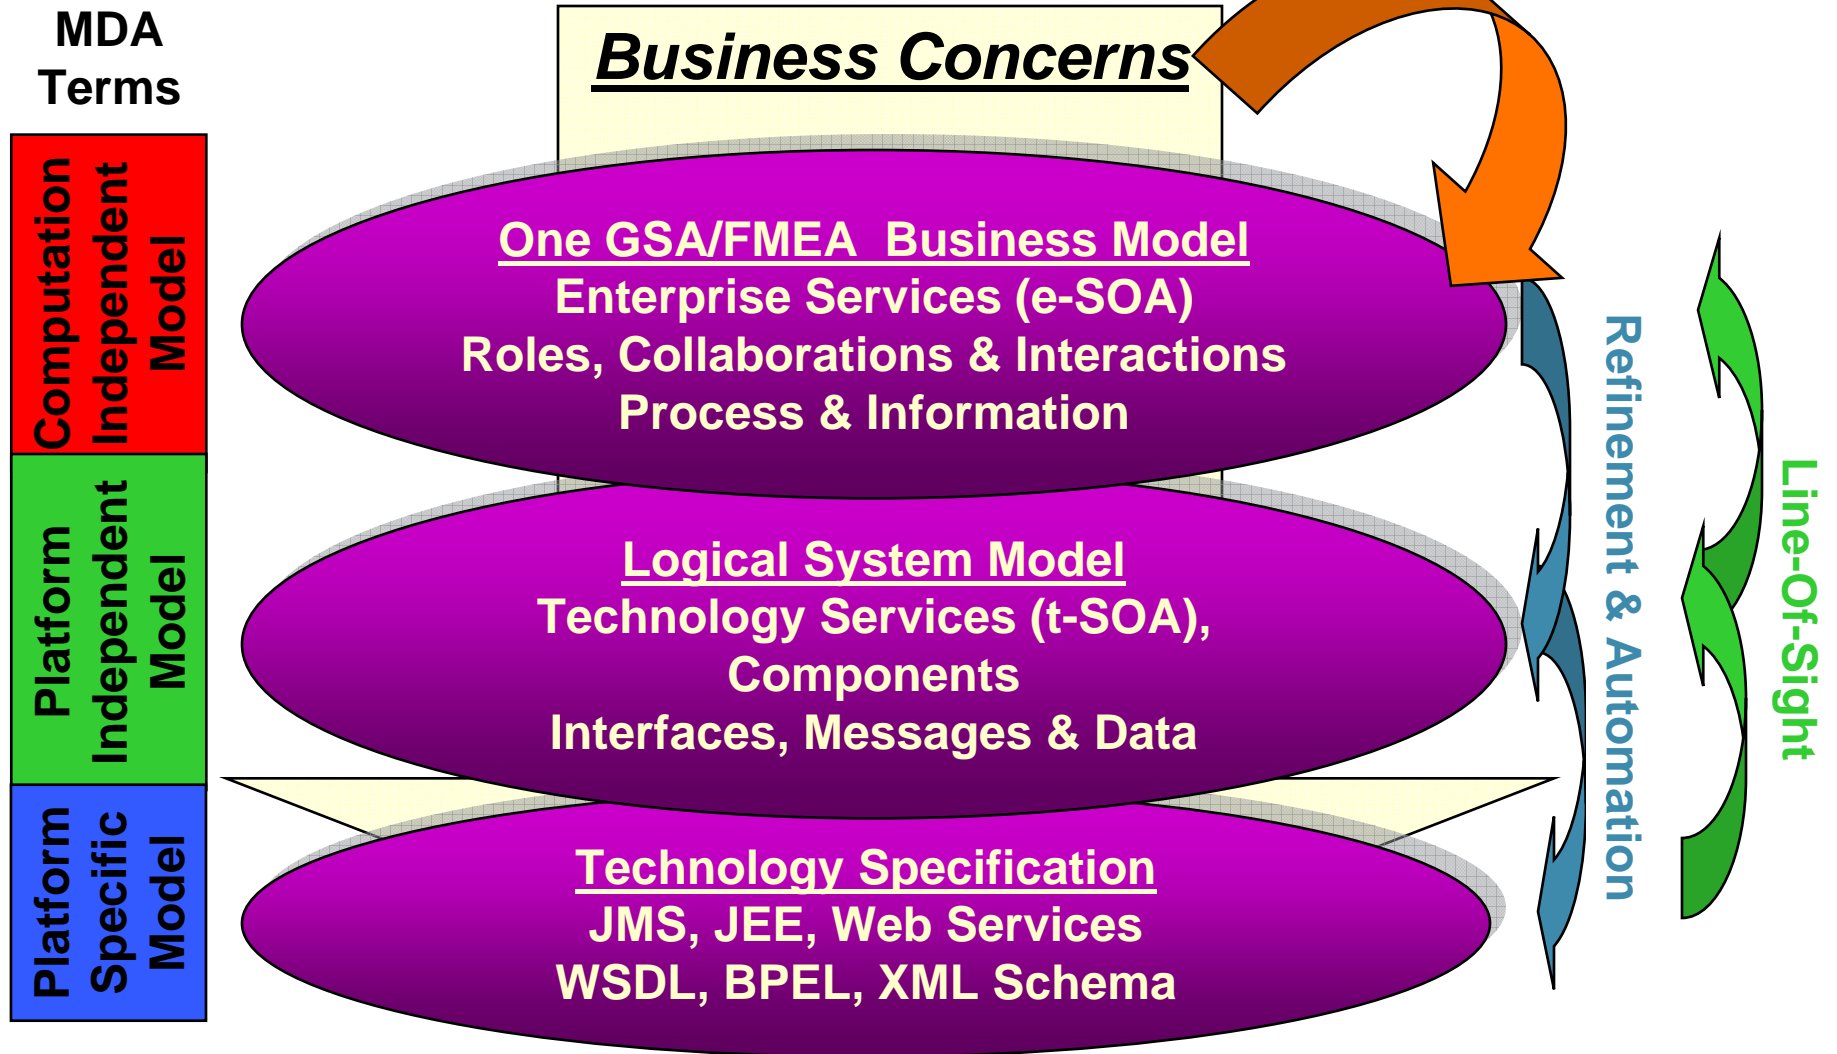 MDA
Terms
Business Concerns
Computation
Independent
Model
One GSA/FMEA  Business Model
Enterprise Services (e-SOA)
Roles, Collaborations & Interactions
Process & Information
Platform
Independent
Model
Logical System Model
Technology Services (t-SOA),
Components
Interfaces, Messages & Data
Platform
Specific
Model
Technology Specification
JMS, JEE, Web Services
WSDL, BPEL, XML Schema
Refinement & Automation
Line-Of-Sight